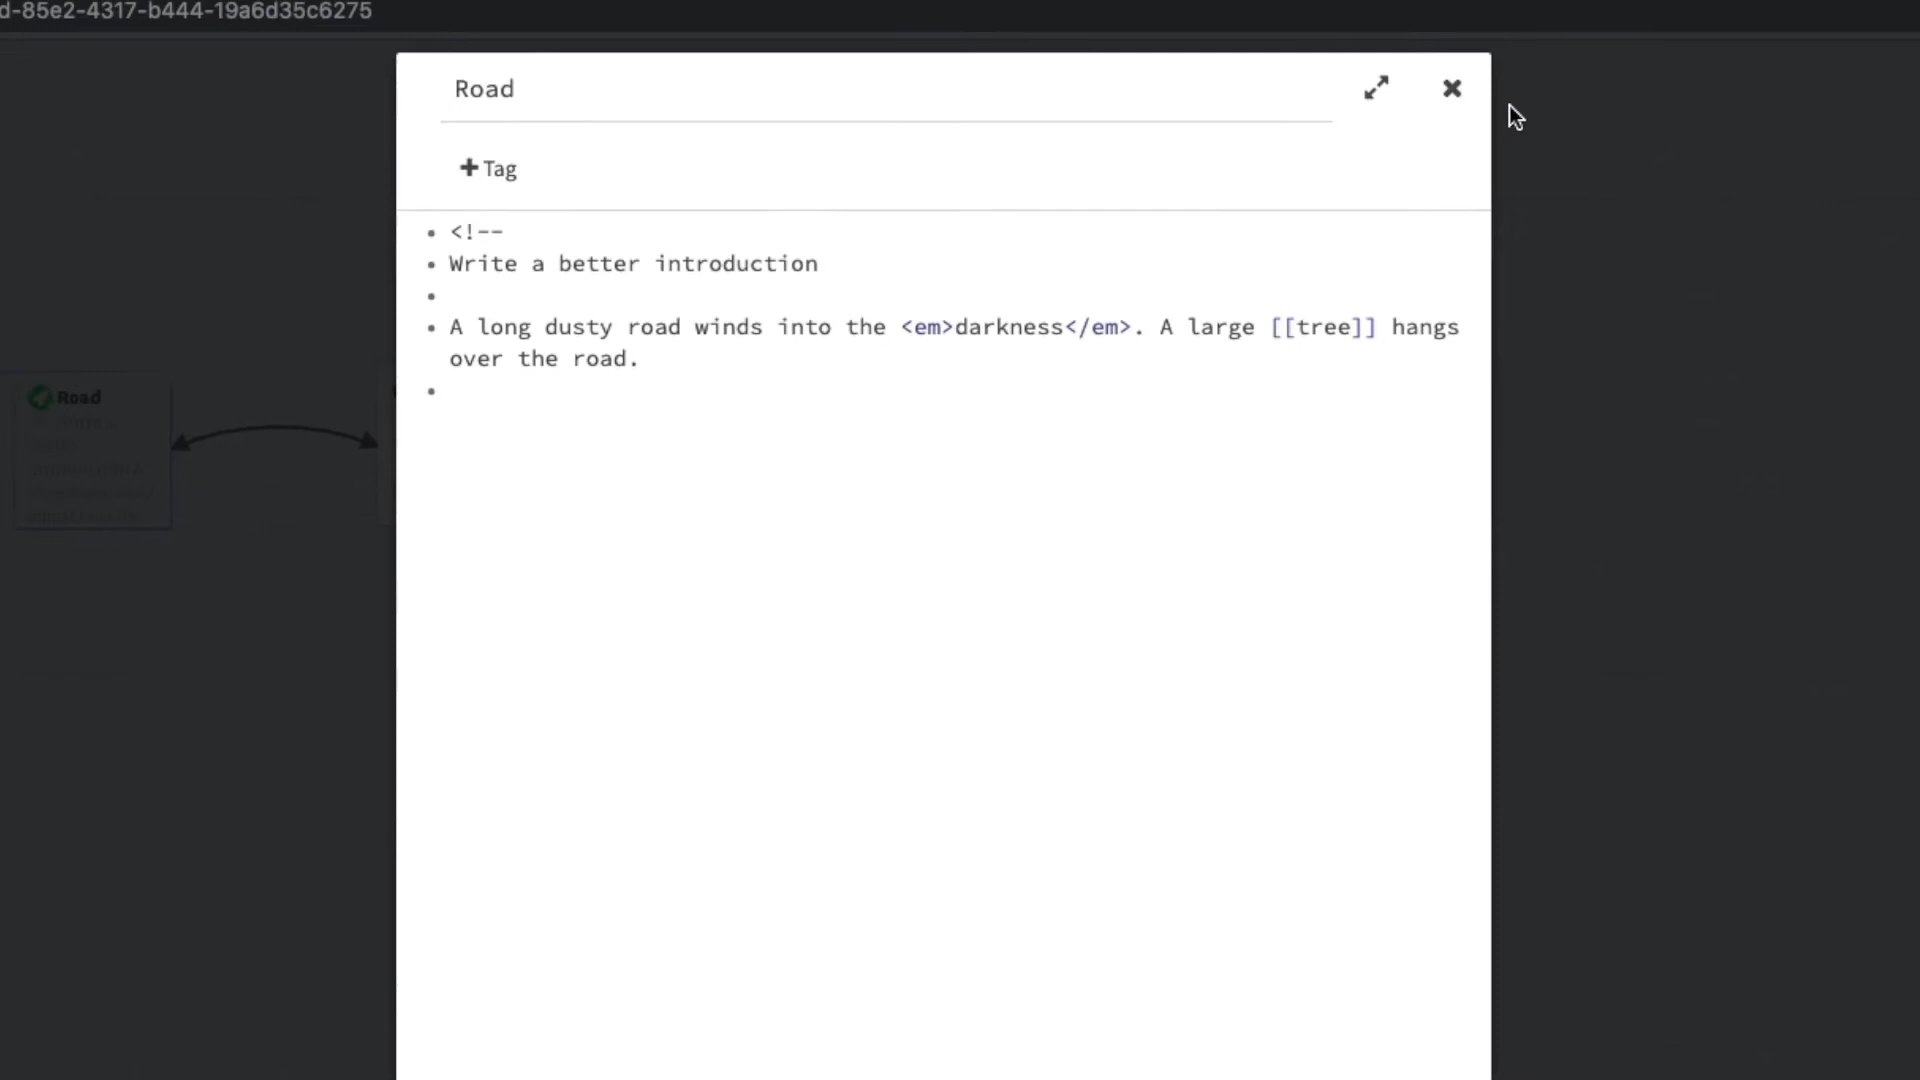 d-85e2-4317-b444-19a6d35c6275
Road
+ Tag
<!--
Write a better introduction
A long dusty road winds into the <em>darkness</em>. A large [[tree]] hangs
over the road.
Road